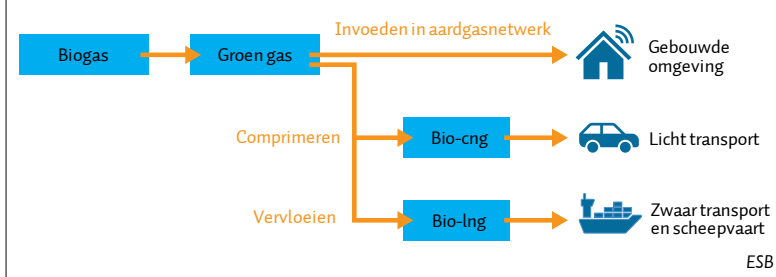 Invoeden in aardgasnetwerk
Biogas
Groen gas
Gebouwde
omgeving
Comprimeren
Bio-cng
Licht transport
Vervloeien
Bio-lng
Zwaar transport
en scheepvaart
ESB